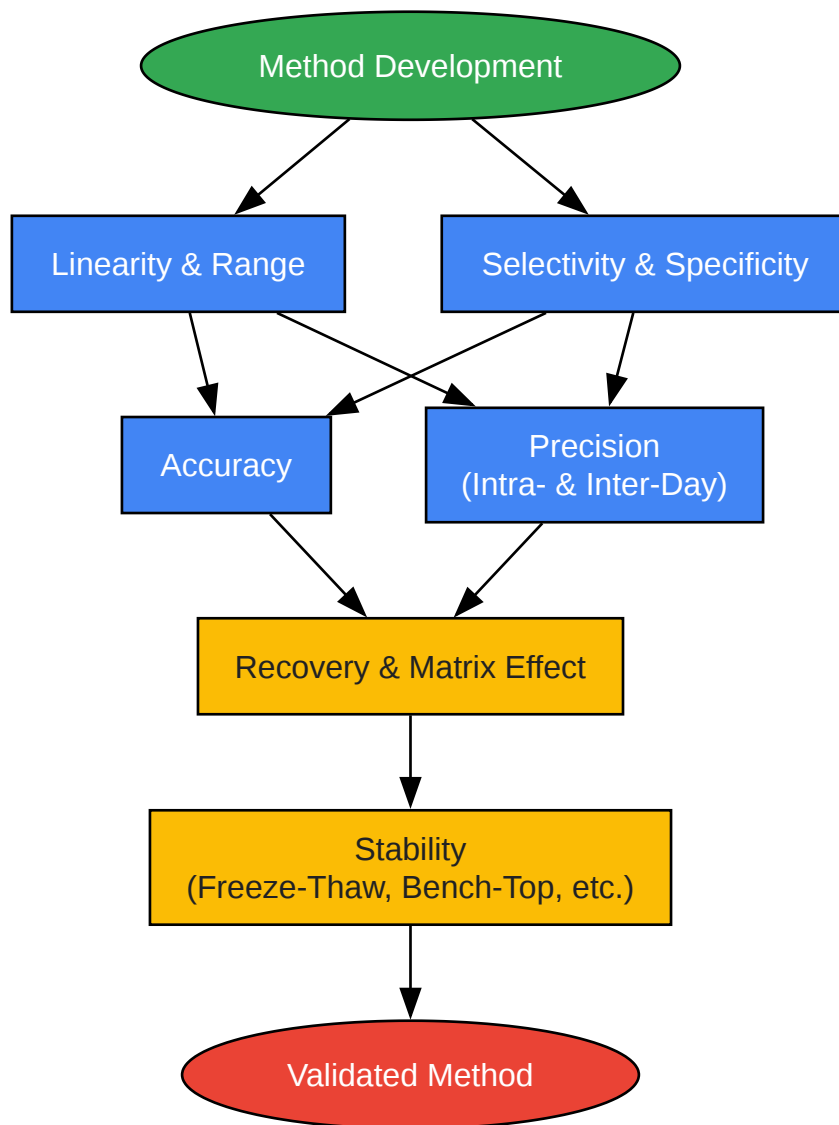 Method Development
Linearity & Range
Selectivity & Specificity
Accuracy
Precision
(Intra- & Inter-Day)
Recovery & Matrix Effect
Stability
(Freeze-Thaw, Bench-Top, etc.)
Validated Method